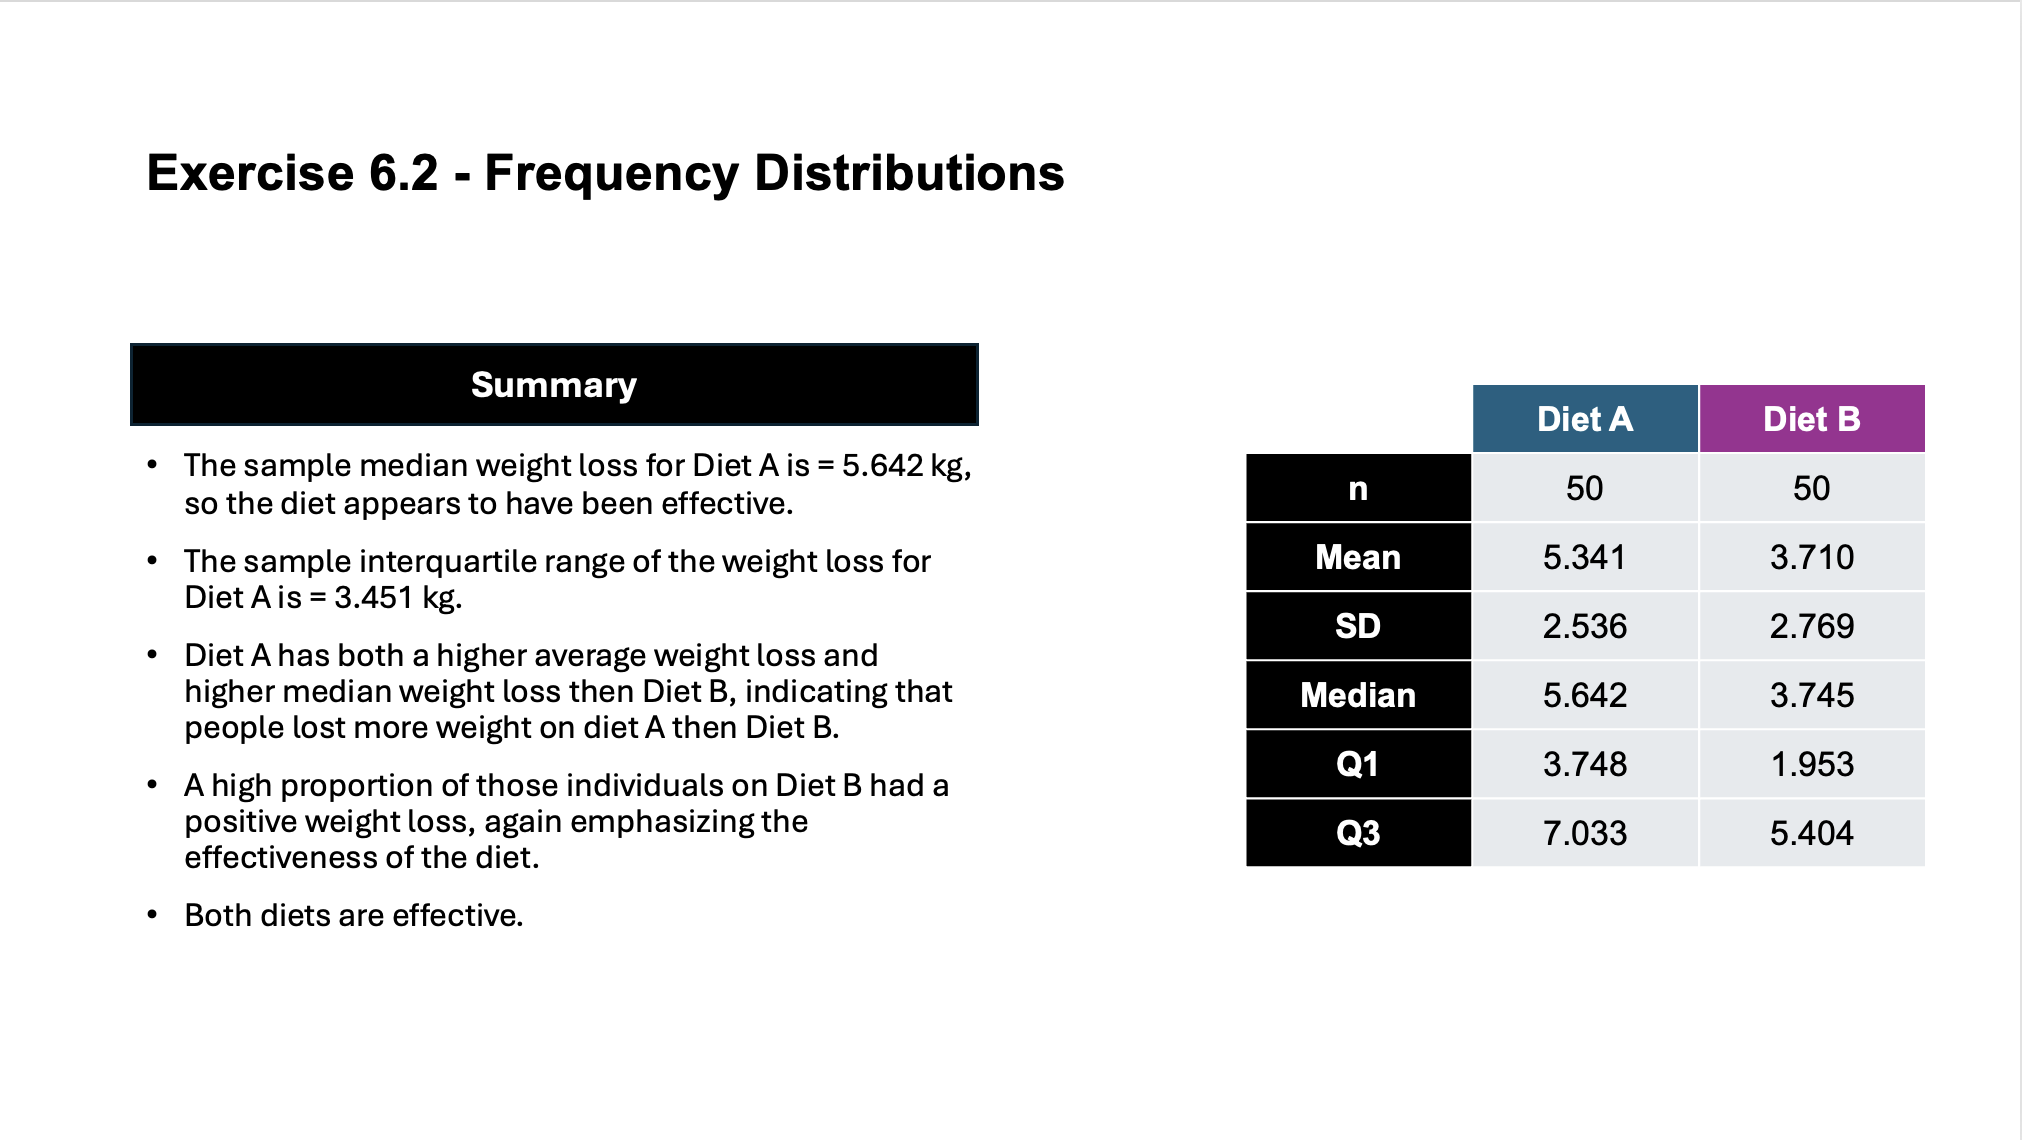 Exercise 6.2 - Frequency Distributions
Summary
• The sample median weight loss for Diet A is = 5.642 kg,
so the diet appears to have been effective.
• The sample interquartile range of the weight loss for
Diet A is = 3.451 kg.
• Diet A has both a higher average weight loss and
higher median weight loss then Diet B, indicating that
people lost more weight on diet A then Diet B.
• A high proportion of those individuals on Diet B had a
positive weight loss, again emphasizing the
effectiveness of the diet.
• Both diets are effective.
Diet A Diet B
n 50 50
Mean 5.341 3.710
SD 2.536 2.769
Median 5.642 3.745
Q1 3.748 1.953
Q3 7.033 5.404